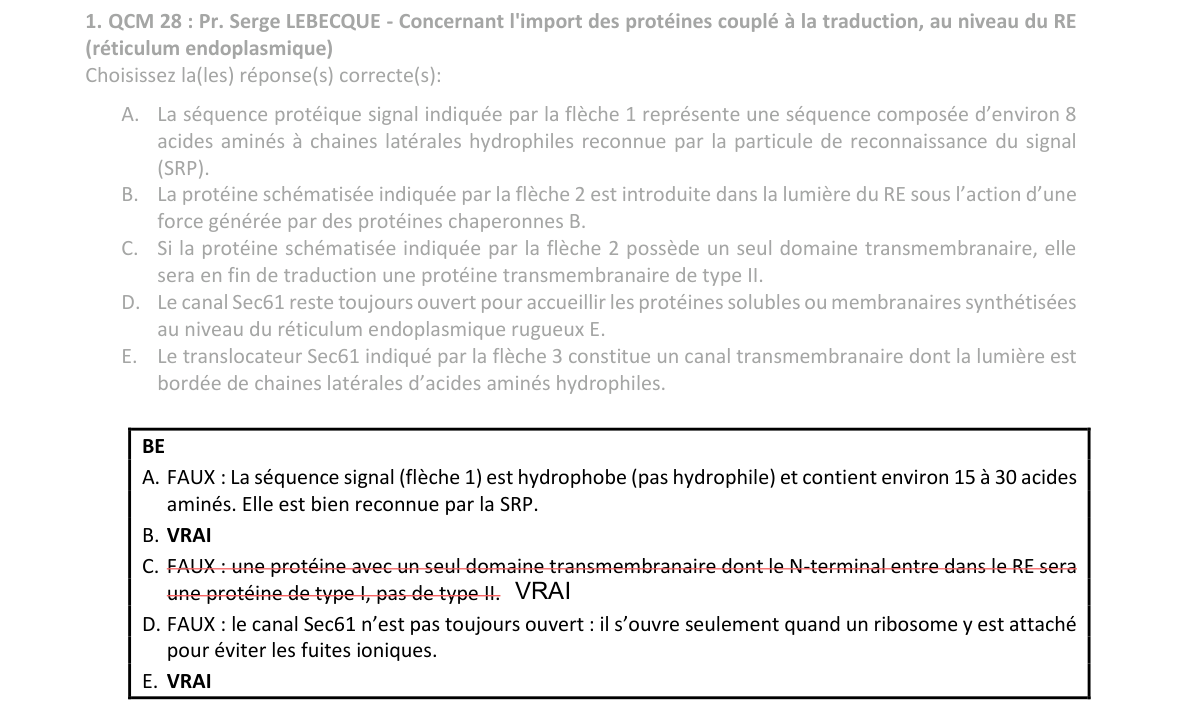 1. QCM 28 : Pr. Serge LEBECQUE - Concernant l'import des protéines couplé à la traduction, au niveau du RE
(réticulum endoplasmique)
Choisissez la(les) réponse(s) correcte(s):
A. La séquence protéique signal indiquée par la flèche 1 représente une séquence composée d’environ 8
acides aminés à chaines latérales hydrophiles reconnue par la particule de reconnaissance du signal
(SRP).
B. La protéine schématisée indiquée par la flèche 2 est introduite dans la lumière du RE sous l’action d’une
force générée par des protéines chaperonnes B.
C. Si la protéine schématisée indiquée par la flèche 2 possède un seul domaine transmembranaire, elle
sera en fin de traduction une protéine transmembranaire de type II.
D. Le canal Sec61 reste toujours ouvert pour accueillir les protéines solubles ou membranaires synthétisées
au niveau du réticulum endoplasmique rugueux E.
E. Le translocateur Sec61 indiqué par la flèche 3 constitue un canal transmembranaire dont la lumière est
bordée de chaines latérales d’acides aminés hydrophiles.
BE
A. FAUX : La séquence signal (flèche 1) est hydrophobe (pas hydrophile) et contient environ 15 à 30 acides
aminés. Elle est bien reconnue par la SRP.
B. VRAI
C. FAUX : une protéine avec un seul domaine transmembranaire dont le N-terminal entre dans le RE sera
une protéine de type I, pas de type II. VRAI
D. FAUX : le canal Sec61 n’est pas toujours ouvert : il s’ouvre seulement quand un ribosome y est attaché
pour éviter les fuites ioniques.
E. VRAI